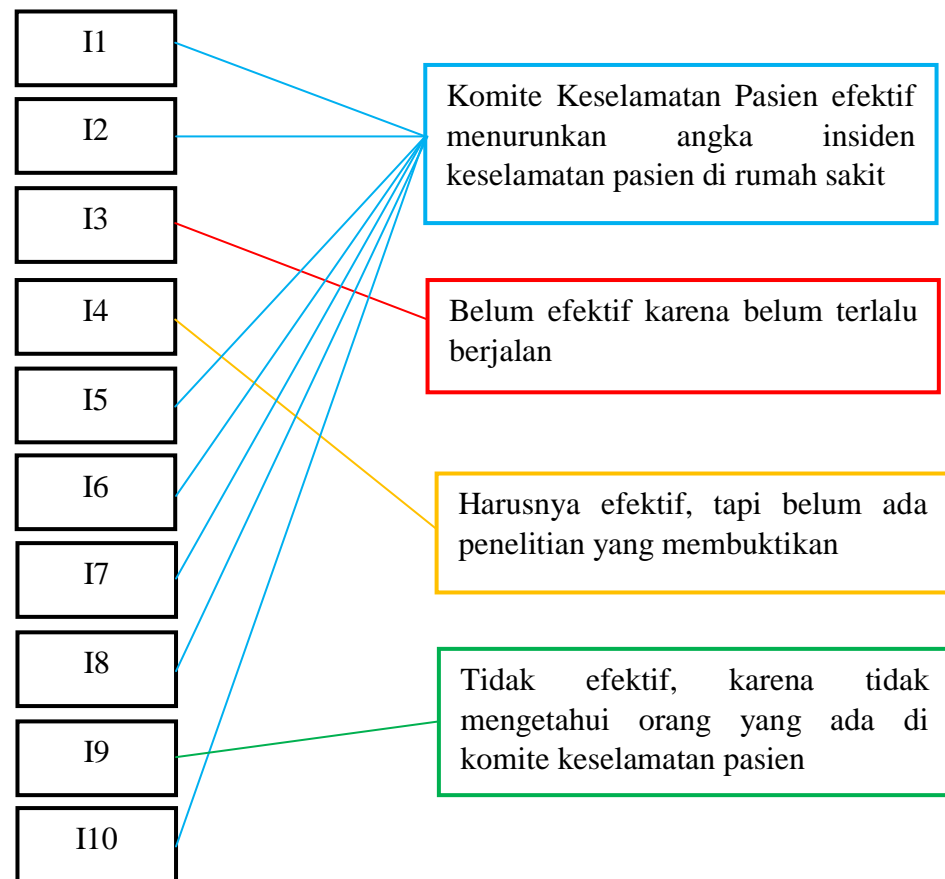 I1
I2
I3
I4
I5
I6
I7
I8
I9
I10
Komite Keselamatan Pasien efektif
menurunkan angka insiden
keselamatan pasien di rumah sakit
Belum efektif karena belum terlalu
berjalan
Harusnya efektif, tapi belum ada
penelitian yang membuktikan
Tidak efektif, karena tidak
mengetahui orang yang ada di
komite keselamatan pasien